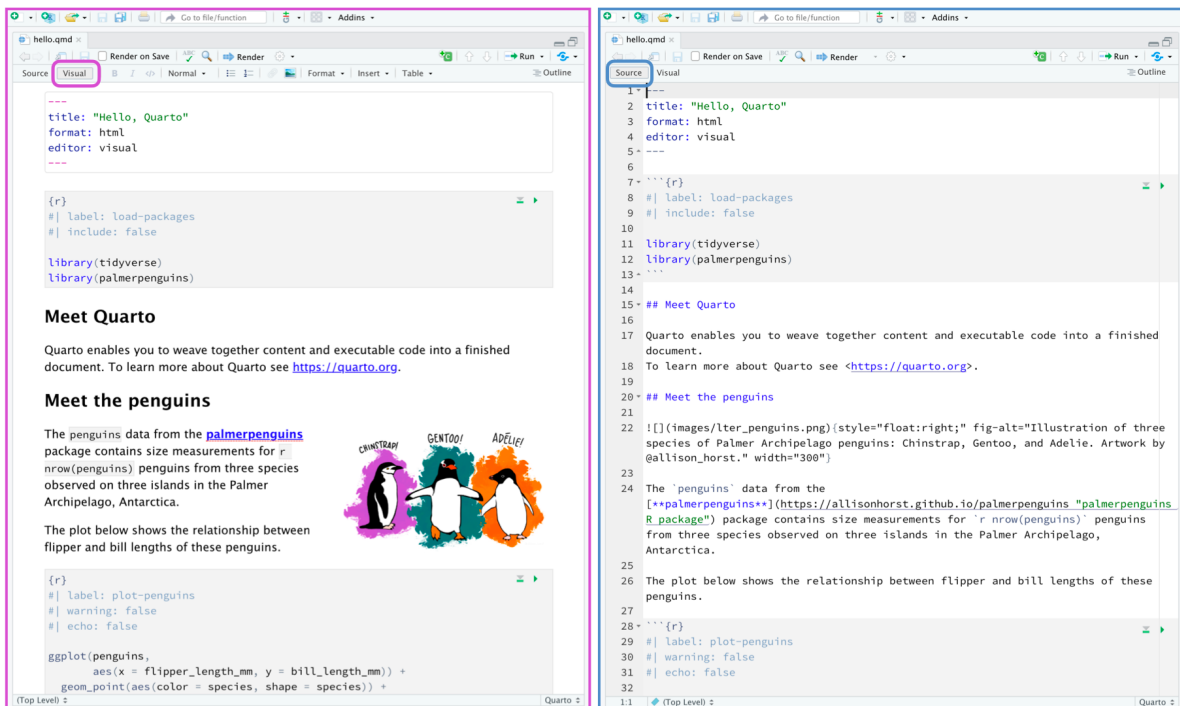 Go to file/function
Addins
hello.qmd
Render on Save
ABC
Render
Run
Source
Visual
B I </>
Normal
Format
Insert
Table
Outline
---
title: "Hello, Quarto"
format: html
editor: visual
---
{r}
#| label: load-packages
#| include: false
library(tidyverse)
library(palmerpenguins)
Meet Quarto
Quarto enables you to weave together content and executable code into a finished
document. To learn more about Quarto see https://quarto.org.
Meet the penguins
The penguins data from the palmerpenguins
package contains size measurements for r
nrow(penguins) penguins from three species
observed on three islands in the Palmer
Archipelago, Antarctica.
CHINSTRAP!
GENTOO!
ADÉLIE!
The plot below shows the relationship between
flipper and bill lengths of these penguins.
{r}
#| label: plot-penguins
#| warning: false
#| echo: false
ggplot(penguins,
aes(x = flipper_length_mm, y = bill_length_mm)) +
geom_point(aes(color = species, shape = species)) +
(Top Level)
Quarto
Go to file/function
Addins
hello.qmd
Render on Save
ABC
Render
Run
Source
Visual
Outline
1 ---
2 title: "Hello, Quarto"
3 format: html
4 editor: visual
5 ---
6
7 ```{r}
8 #| label: load-packages
9 #| include: false
10
11 library(tidyverse)
12 library(palmerpenguins)
13 ```
14
15 ## Meet Quarto
16
17 Quarto enables you to weave together content and executable code into a finished
document.
18 To learn more about Quarto see <https://quarto.org>.
19
20 ## Meet the penguins
21
22 ![](images/lter_penguins.png){style="float:right;" fig-alt="Illustration of three
species of Palmer Archipelago penguins: Chinstrap, Gentoo, and Adelie. Artwork by
@allison_horst." width="300"}
23
24 The `penguins` data from the
[**palmerpenguins**](https://allisonhorst.github.io/palmerpenguins "palmerpenguins
R package") package contains size measurements for `r nrow(penguins)` penguins
from three species observed on three islands in the Palmer Archipelago,
Antarctica.
25
26 The plot below shows the relationship between flipper and bill lengths of these
penguins.
27
28 ```{r}
29 #| label: plot-penguins
30 #| warning: false
31 #| echo: false
32
1:1
(Top Level)
Quarto